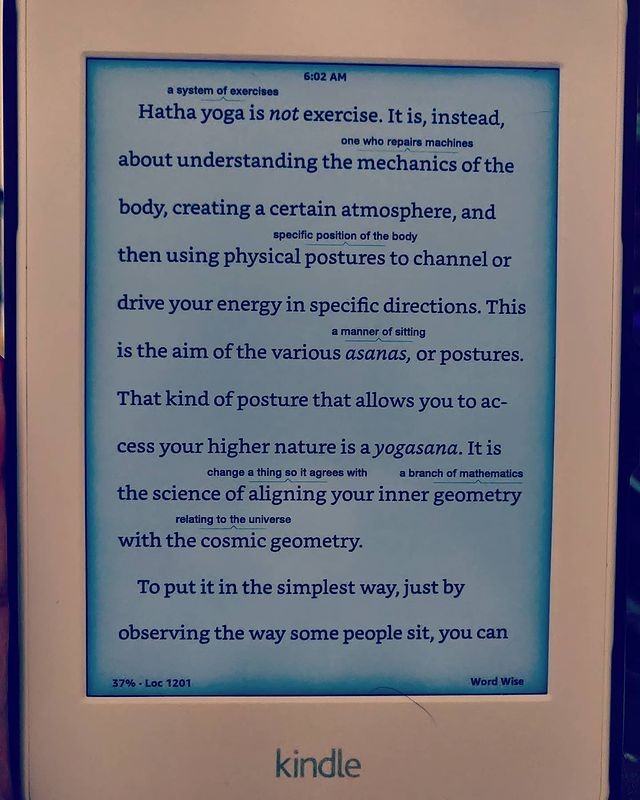 6:02 AM
a system of exercises
Hatha yoga is not exercise. It is, instead,
one who repairs machines
about understanding the mechanics of the
body, creating a certain atmosphere, and
specific position of the body
then using physical postures to channel or
drive your energy in specific directions. This
a manner of sitting
is the aim of the various asanas, or postures.
That kind of posture that allows you to ac-
cess your higher nature is a yogasana. It is
change a thing so it agrees with a branch of mathematics
the science of aligning your inner geometry
relating to the universe
with the cosmic geometry.
To put it in the simplest way, just by
observing the way some people sit, you can
37% - Loc 1201 Word Wise
kindle